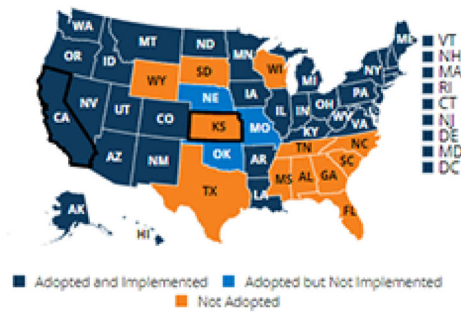 WA
MT
ND
MN
ME
VT
OR
ID
SD
WI
MI
NY
NH
WY
MA
NE
IA
PA
RI
NV
UT
CO
IL
IN
OH
CT
CA
KS
MO
KY
WV
VA
NJ
DE
AZ
NM
OK
AR
TN
NC
MD
SC
DC
TX
LA
MS
AL
GA
AK
HI
FL
Adopted and Implemented
Adopted but Not Implemented
Not Adopted